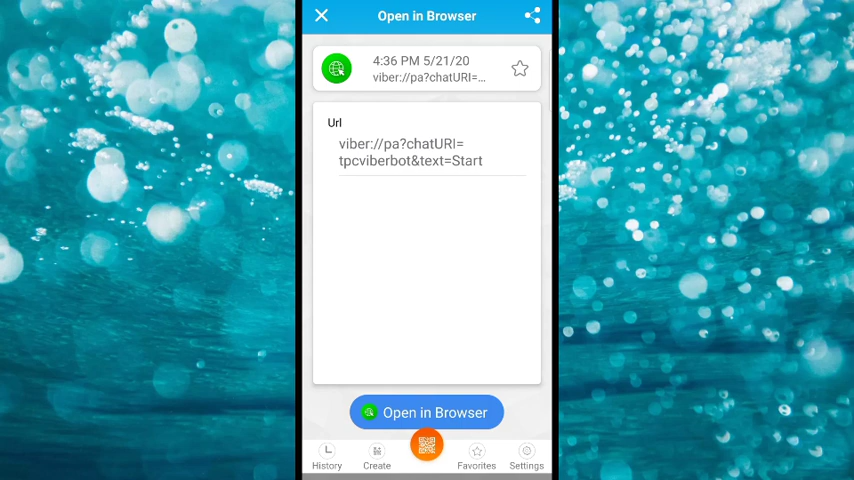 Open in Browser
4:36 PM 5/21/20
viber://pa?chatURI=...
Url
viber://pa?chatURI=
tpcviberbot&text=Start
Open in Browser
History
Create
Favorites
Settings